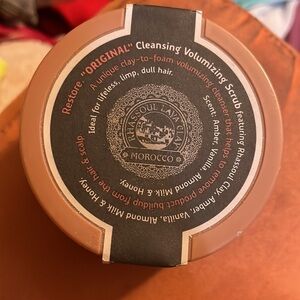 Restore "ORIGINAL" Cleansing Volumizing Scrub featuring Rhassoul Clay, Amber, Vanilla, Almond Milk & Honey
A unique clay-to-foam volumizing cleanser that helps to remove product buildup from the hair & scalp.
Ideal for lifeless, limp, dull hair.
Scent: Amber, Vanilla Almond Milk & Honey
RHASSOUL LAVA CLAY
MOROCCO